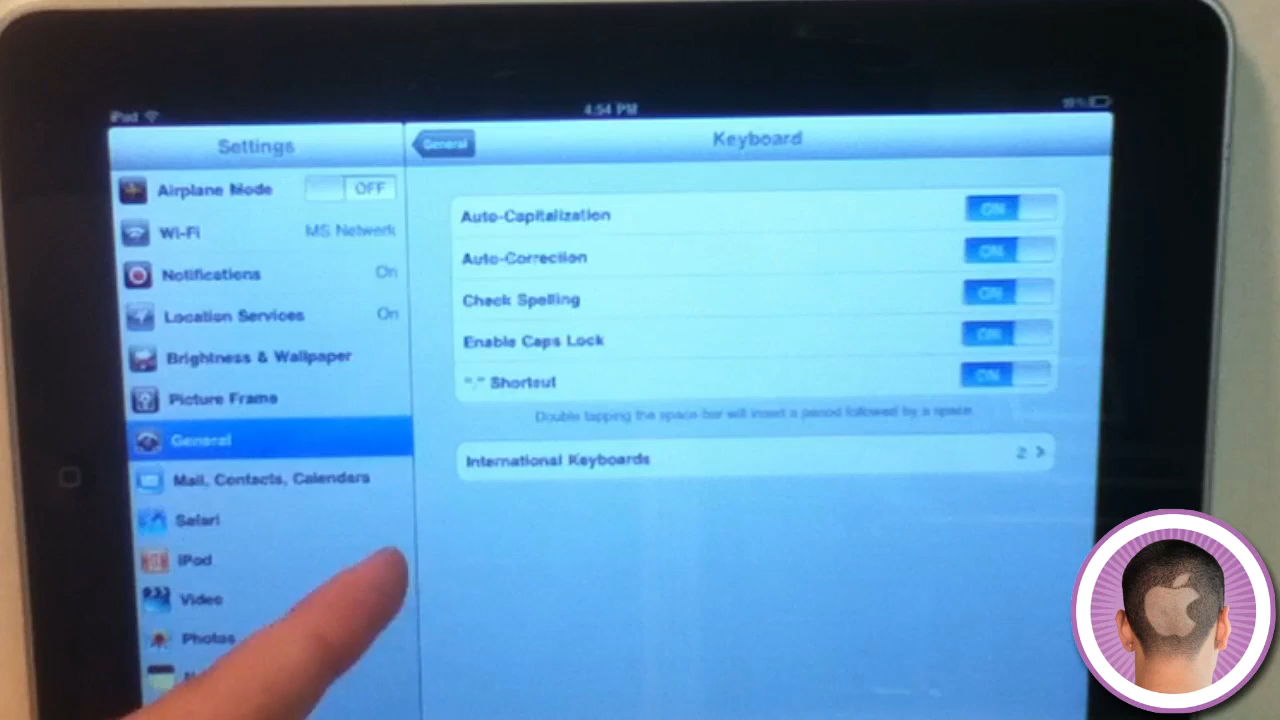 iPod
4:54 PM
Settings
General
Keyboard
Airplane Mode OFF
Wi-Fi MS Network
Notifications On
Location Services On
Brightness & Wallpaper
Picture Frame
General
Mail, Contacts, Calendars
Safari
iPod
Video
Photos
Auto-Capitalization ON
Auto-Correction ON
Check Spelling ON
Enable Caps Lock ON
"." Shortcut ON
Double tapping the space bar will insert a period followed by a space.
International Keyboards 2